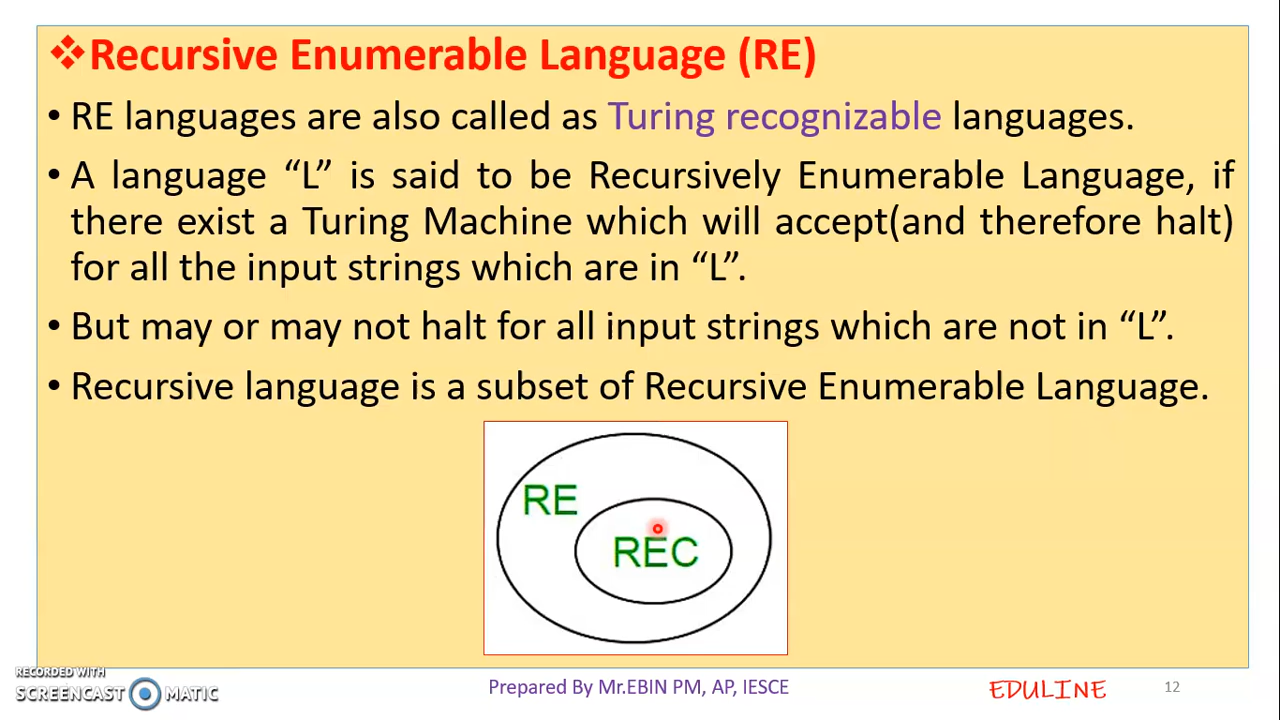 ❖Recursive Enumerable Language (RE)
• RE languages are also called as Turing recognizable languages.
• A language “L” is said to be Recursively Enumerable Language, if
there exist a Turing Machine which will accept(and therefore halt)
for all the input strings which are in “L”.
• But may or may not halt for all input strings which are not in “L”.
• Recursive language is a subset of Recursive Enumerable Language.
RE
REC
RECORDED WITH
SCREENCAST MATIC
Prepared By Mr.EBIN PM, AP, IESCE
EDULINE
12